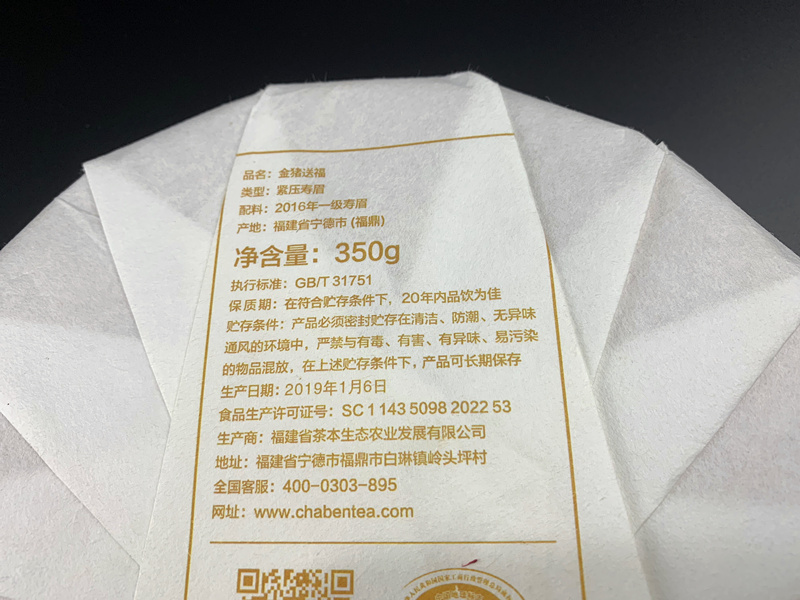 品名：金猪送福
类型：紧压寿眉
配料：2016年一级寿眉
产地：福建省宁德市 (福鼎)
净含量：350g
执行标准：GB/T 31751
保质期：在符合贮存条件下，20年内品饮为佳
贮存条件：产品必须密封贮存在清洁、防潮、无异味
通风的环境中，严禁与有毒、有害、有异味、易污染
的物品混放，在上述贮存条件下，产品可长期保存
生产日期：2019年1月6日
食品生产许可证号：SC 1 143 5098 2022 53
生产商：福建省茶本生态农业发展有限公司
地址：福建省宁德市福鼎市白琳镇岭头坪村
全国客服：400-0303-895
网址：www.chabentea.com